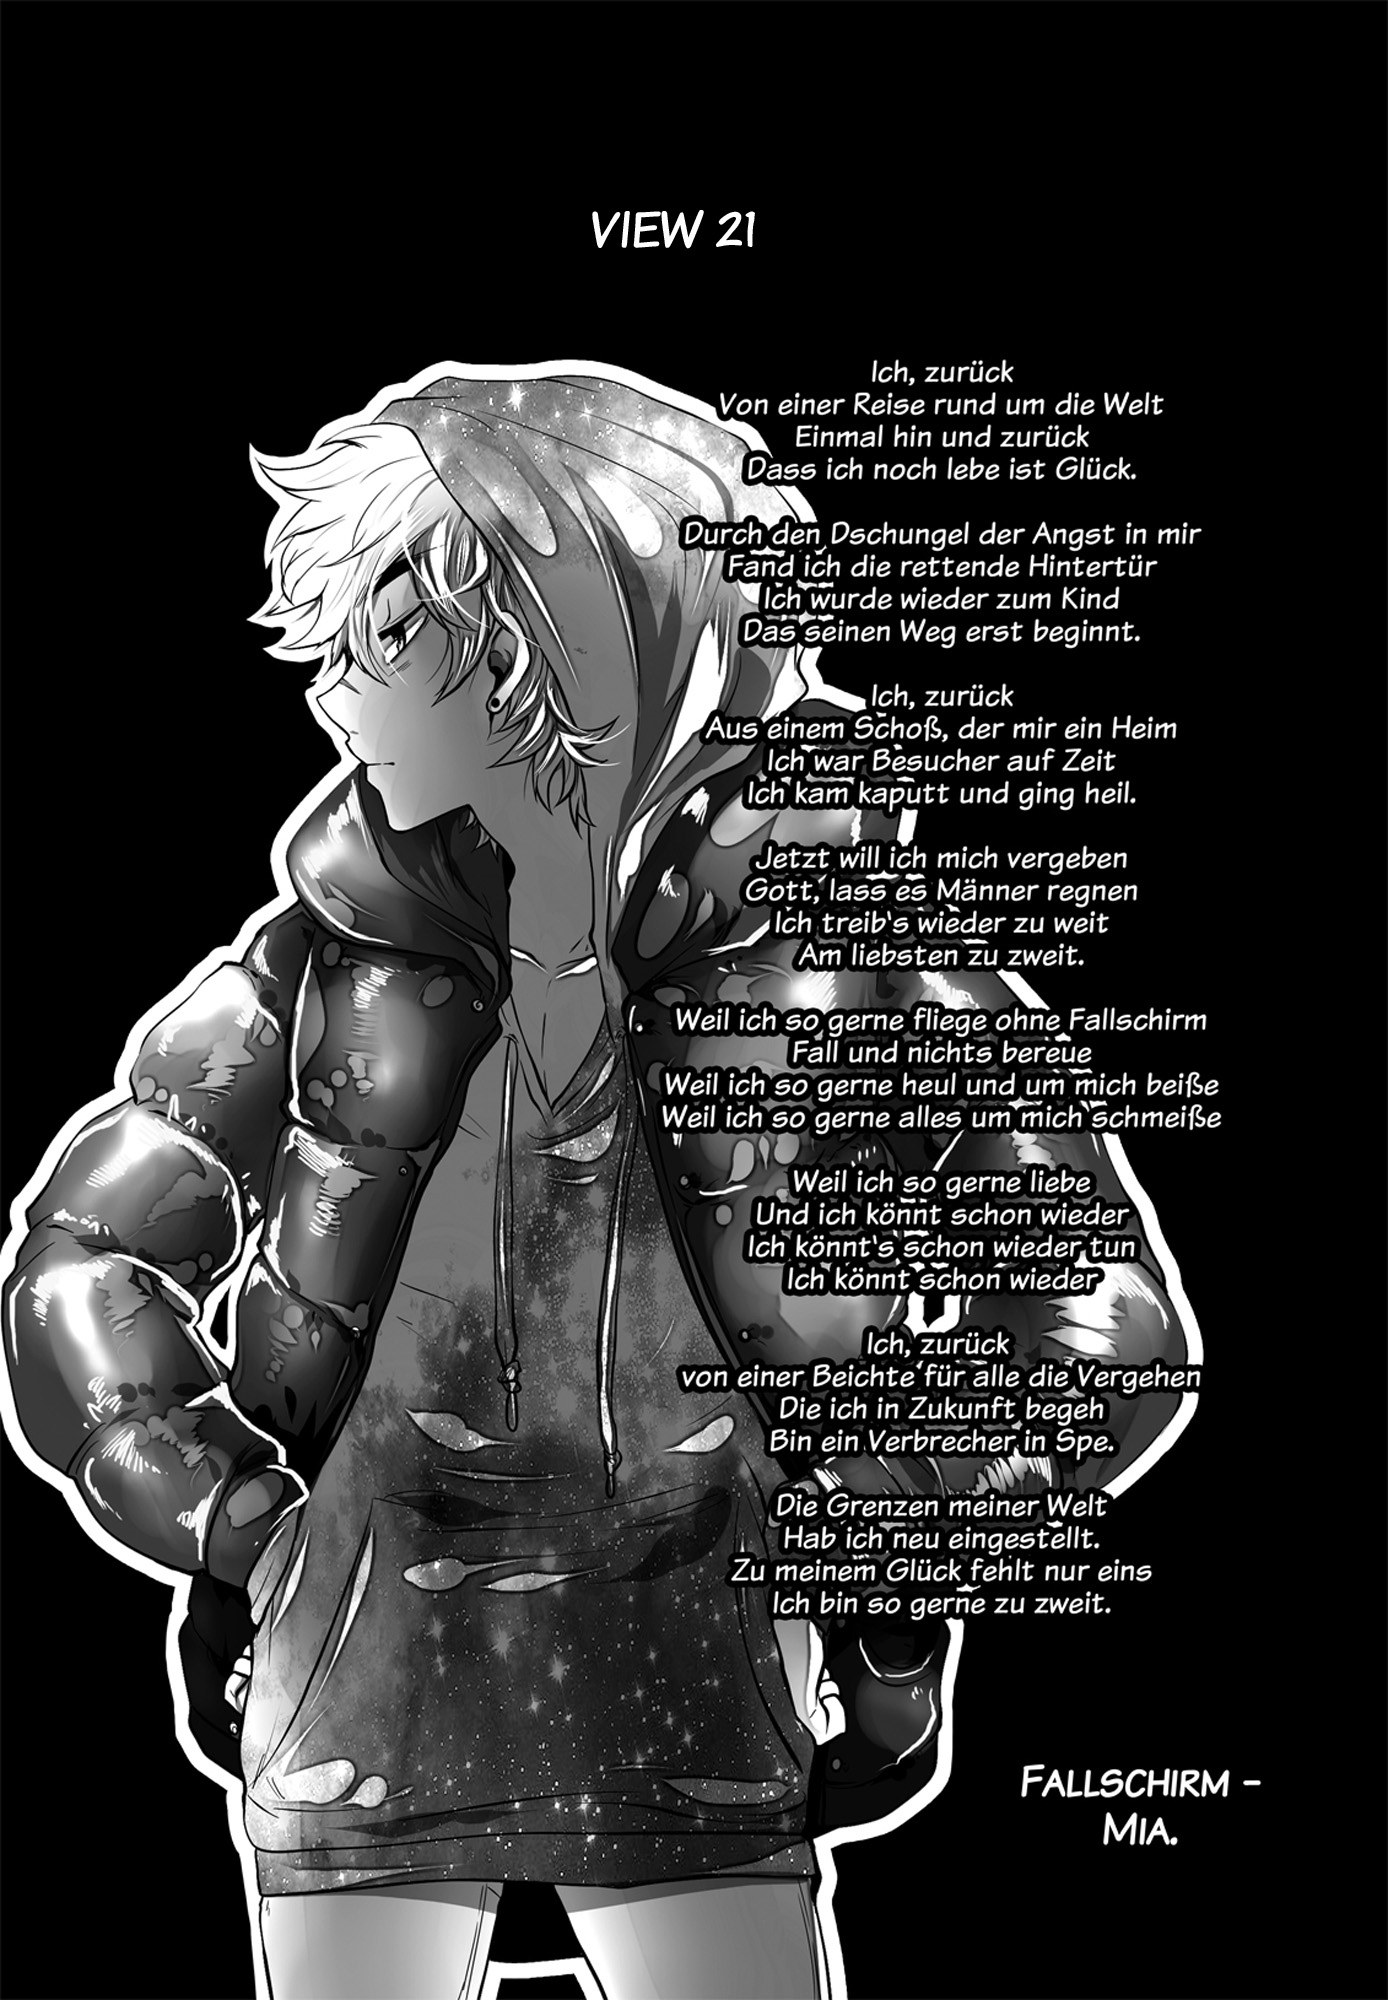 VIEW 21
Ich, zurück
Von einer Reise rund um die Welt
Einmal hin und zurück
Dass ich noch lebe ist Glück.
Durch den Dschungel der Angst in mir
Fand ich die rettende Hintertür
Ich wurde wieder zum Kind
Das seinen Weg erst beginnt.
Ich, zurück
Aus einem Schoß, der mir ein Heim
Ich war Besucher auf Zeit
Ich kam kaputt und ging heil.
Jetzt will ich mich vergeben
Gott, lass es Männer regnen
Ich treib's wieder zu weit
Am liebsten zu zweit.
Weil ich so gerne fliege ohne Fallschirm
Fall und nichts bereue
Weil ich so gerne heul und um mich beiße
Weil ich so gerne alles um mich schmeiße
Weil ich so gerne liebe
Und ich könnt schon wieder
Ich könnt's schon wieder tun
Ich könnt schon wieder
Ich, zurück
von einer Beichte für alle die Vergehen
Die ich in Zukunft begeh
Bin ein Verbrecher in Spe.
Die Grenzen meiner Welt
Hab ich neu eingestellt.
Zu meinem Glück fehlt nur eins
Ich bin so gerne zu zweit.
FALLSCHIRM -
MIA.